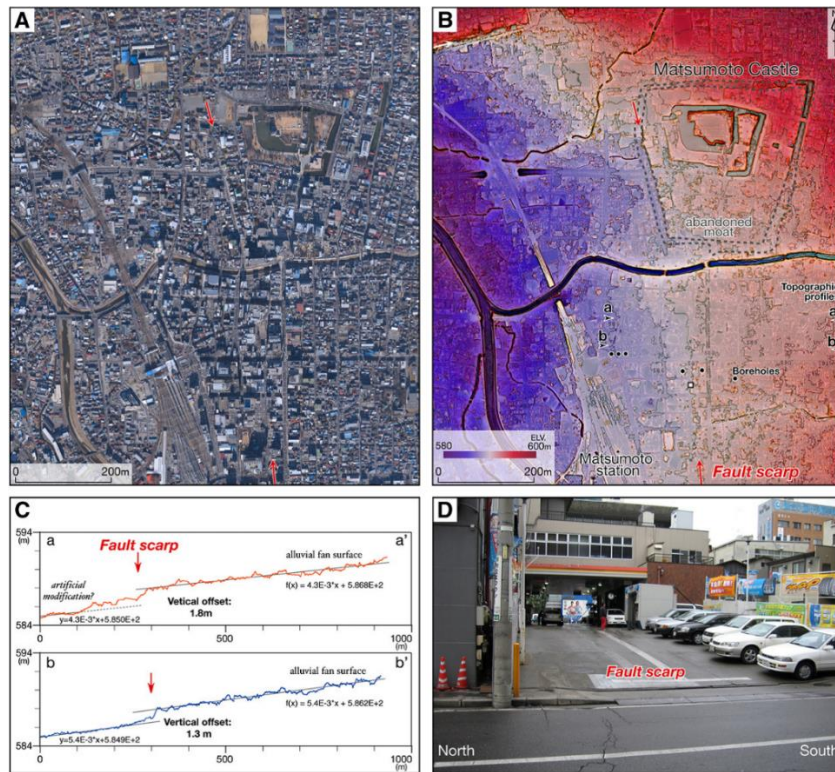 A
200m
0
B
Matsumoto Castle
abandoned
moat
Topographic
profile
a
a
b
b
Boreholes
580
ELV.
600m
Matsumoto
station
0
200m
Fault scarp
C
594
(m)
a
Fault scarp
a'
alluvial fan surface
artificial
modification?
f(x) = 4.3E-3*x + 5.868E+2
Vetical offset:
1.8m
y=4.3E-3*x+5.850E+2
584
0
500
1000
(m)
594
(m)
b
b'
alluvial fan surface
f(x) = 5.4E-3*x + 5.862E+2
Vertical offset:
1.3 m
y=5.4E-3*x+5.849E+2
584
0
500
1000
(m)
D
Fault scarp
North
South